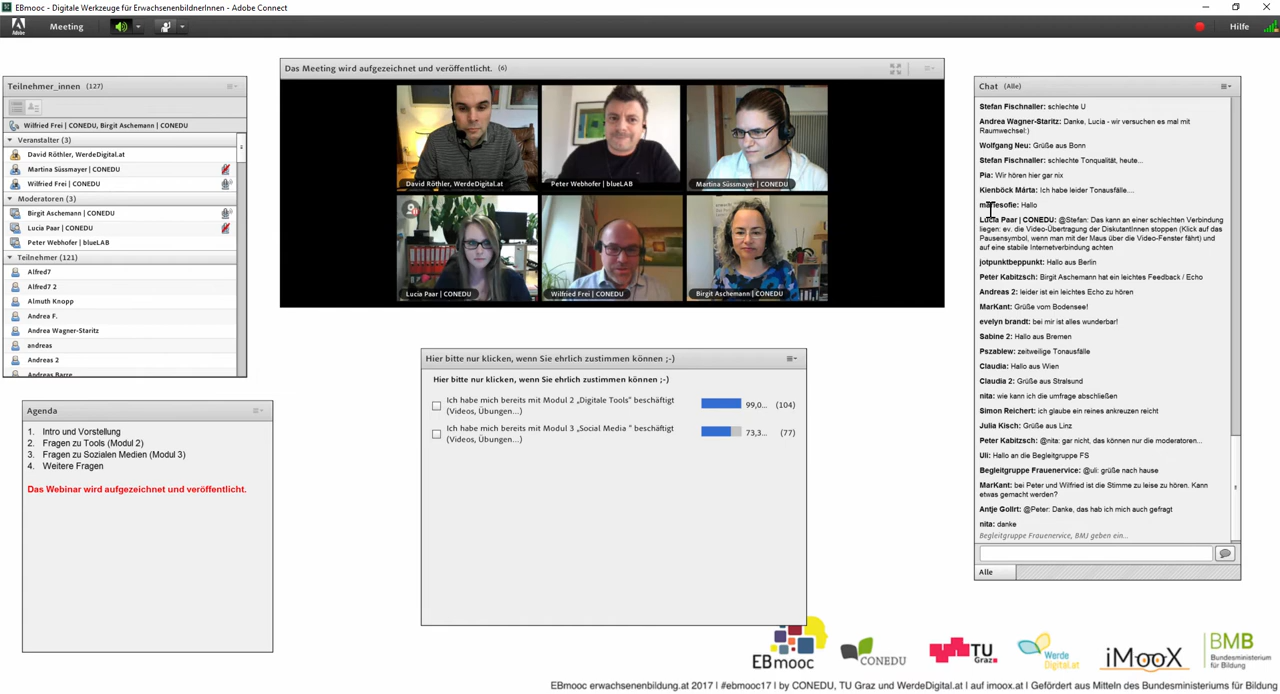 EBmooc - Digitale Werkzeuge für ErwachsenenbildnerInnen - Adobe Connect
Adobe
Meeting
Hilfe
Teilnehmer_innen (127)
Wilfried Frei | CONEDU, Birgit Aschemann | CONEDU
Veranstalter (3)
David Röthler, WerdeDigital.at
Martina Süssmayer | CONEDU
Wilfried Frei | CONEDU
Moderatoren (3)
Birgit Aschemann | CONEDU
Lucia Paar | CONEDU
Peter Webhofer | blueLAB
Teilnehmer (121)
Alfred7
Alfred7 2
Almuth Knopp
Andrea F.
Andrea Wagner-Staritz
andreas
Andreas 2
Andreas Barre
Agenda
1. Intro und Vorstellung
2. Fragen zu Tools (Modul 2)
3. Fragen zu Sozialen Medien (Modul 3)
4. Weitere Fragen
Das Webinar wird aufgezeichnet und veröffentlicht.
Das Meeting wird aufgezeichnet und veröffentlicht. (6)
David Röthler, WerdeDigital.at
Peter Webhofer | blueLAB
Martina Süssmayer | CONEDU
Lucia Paar | CONEDU
Wilfried Frei | CONEDU
Birgit Aschemann | CONEDU
Hier bitte nur klicken, wenn Sie ehrlich zustimmen können ;-)
Hier bitte nur klicken, wenn Sie ehrlich zustimmen können ;-)
Ich habe mich bereits mit Modul 2 „Digitale Tools" beschäftigt
(Videos, Übungen...)
99,0... (104)
Ich habe mich bereits mit Modul 3 „Social Media " beschäftigt
(Videos, Übungen...)
73,3... (77)
Chat (Alle)
Stefan Fischnaller: schlechte U
Andrea Wagner-Staritz: Danke, Lucia - wir versuchen es mal mit
Raumwechsel:)
Wolfgang Neu: Grüße aus Bonn
Stefan Fischnaller: schlechte Tonqualität, heute...
Pia: Wir hören hier gar nix
Kienböck Márta: Ich habe leider Tonausfälle....
mariesofie: Hallo
Lucia Paar | CONEDU: @Stefan: Das kann an einer schlechten Verbindung
liegen: ev. die Video-Übertragung der DiskutantInnen stoppen (Klick auf das
Pausensymbol, wenn man mit der Maus über die Video-Fenster fährt) und
auf eine stabile Internetverbindung achten
jotpunktbeppunkt: Hallo aus Berlin
Peter Kabitzsch: Birgit Aschemann hat ein leichtes Feedback / Echo
Andreas 2: leider ist ein leichtes Echo zu hören
MarKant: Grüße vom Bodensee!
evelyn brandt: bei mir ist alles wunderbar!
Sabine 2: Hallo aus Bremen
Pszablew: zeitweilige Tonausfälle
Claudia: Hallo aus Wien
Claudia 2: Grüße aus Stralsund
nita: wie kann ich die umfrage abschließen
Simon Reichert: ich glaube ein reines ankreuzen reicht
Julia Kisch: Grüße aus Linz
Peter Kabitzsch: @nita: gar nicht, das können nur die moderatoren...
Uli: Hallo an die Begleitgruppe FS
Begleitgruppe Frauenervice: @uli: grüße nach hause
MarKant: bei Peter und Wilfried ist die Stimme zu leise zu hören. Kann
etwas gemacht werden?
Antje Gollrt: @Peter: Danke, das hab ich mich auch gefragt
nita: danke
Begleitgruppe Frauenervice, BMJ geben ein...
Alle
EBmooc
CONEDU
TU
Graz
Werde
Digital.at
iMooX
BMB
Bundesministerium
für Bildung
EBmooc erwachsenenbildung.at 2017 | #ebmooc17 | by CONEDU, TU Graz und WerdeDigital.at | auf imoox.at | Gefördert aus Mitteln des Bundesministeriums für Bildung